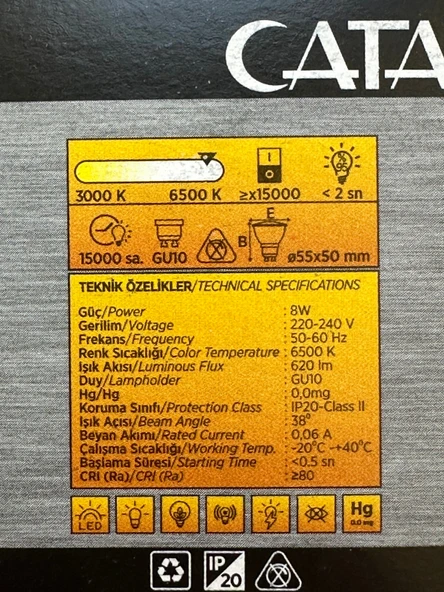 CATA
3000 K 6500 K ≥x15000 < 2 sn
I
O
E
B
15000 sa. GU10 ø55x50 mm
TEKNİK ÖZELİKLER/TECHNICAL SPECIFICATIONS
Güç/Power : 8W
Gerilim/Voltage : 220-240 V
Frekans/Frequency : 50-60 Hz
Renk Sıcaklığı/Color Temperature : 6500 K
Işık Akısı/Luminous Flux : 620 lm
Duy/Lampholder : GU10
Hg/Hg : 0,0mg
Koruma Sınıfı/Protection Class : IP20-Class II
Işık Açısı/Beam Angle : 38°
Beyan Akımı/Rated Current : 0,06 A
Çalışma Sıcaklığı/Working Temp. : -20°C -+40°C
Başlama Süresi/Starting Time : <0.5 sn
CRI (Ra)/CRI (Ra) : ≥80
LED
Hg
0.0 mg
IP
20